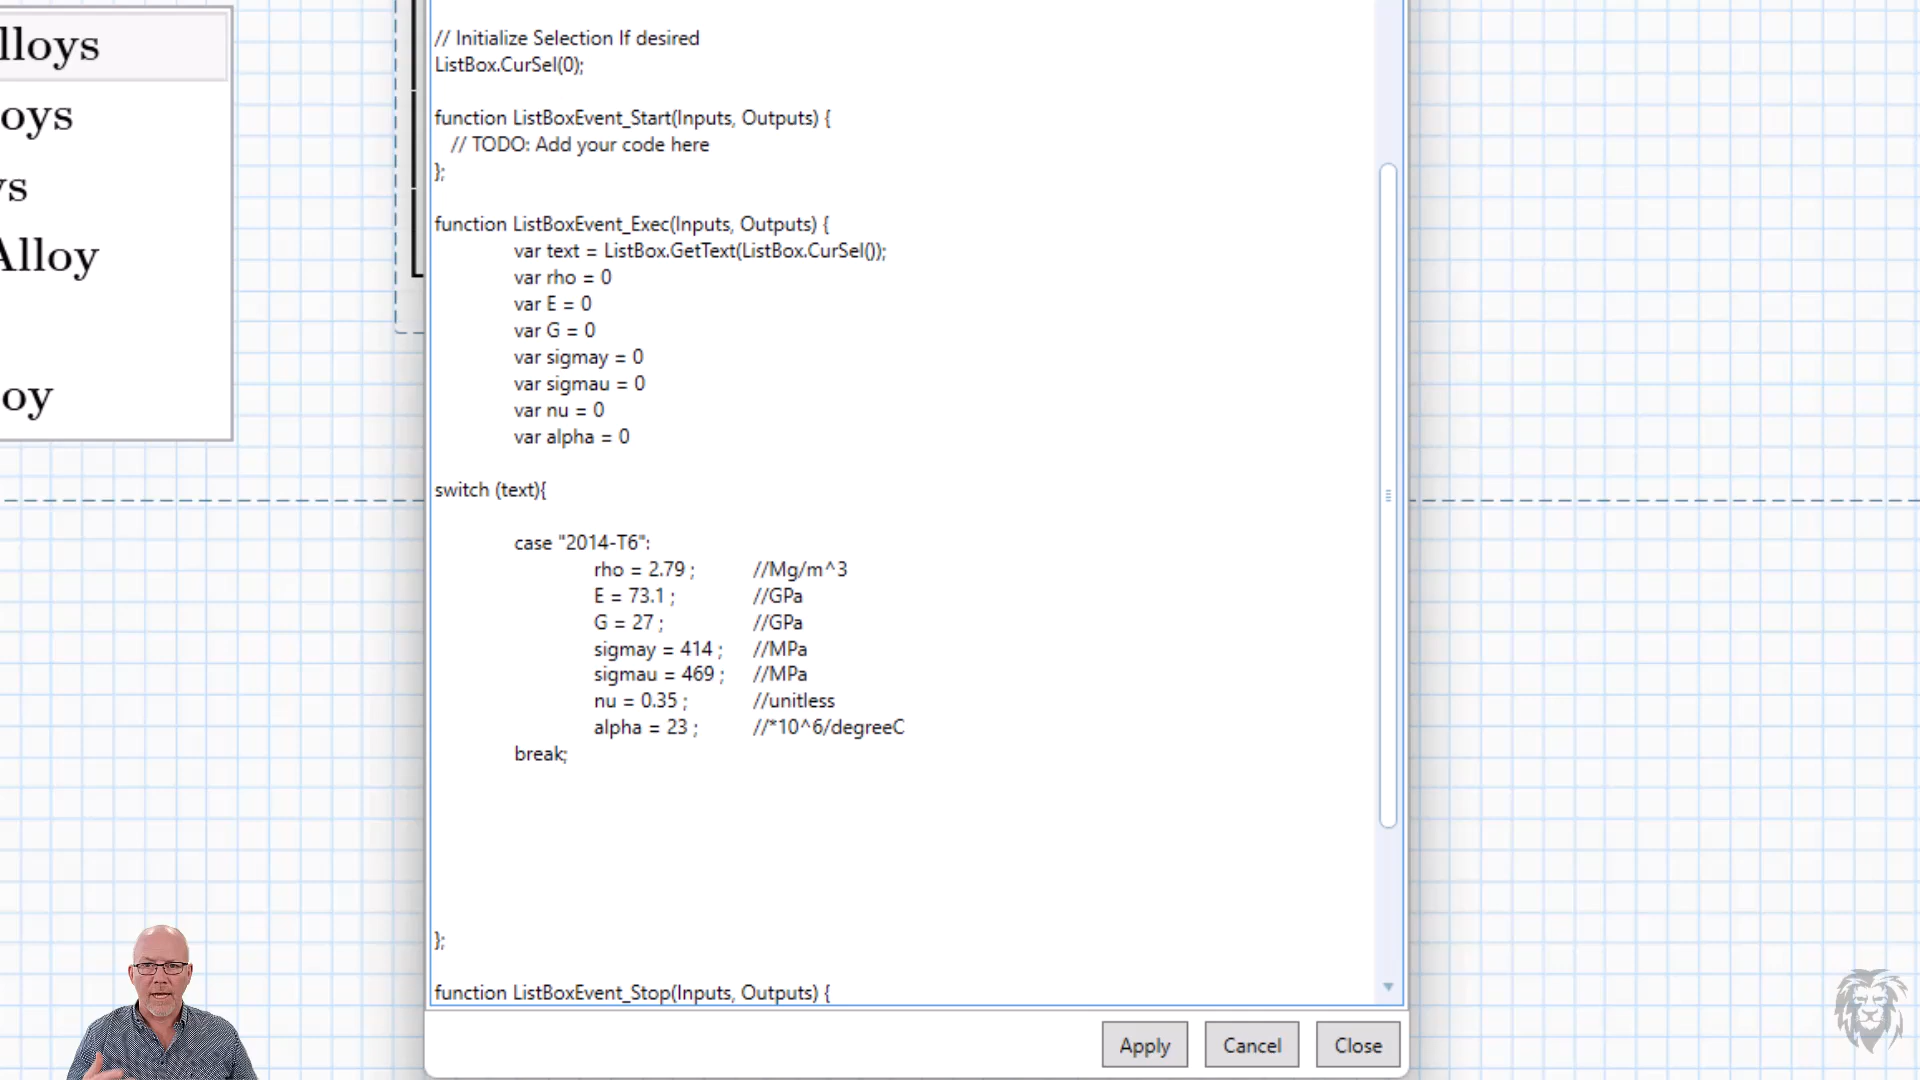 lloys
oys
ys
Alloy
oy
// Initialize Selection If desired
ListBox.CurSel(0);
function ListBoxEvent_Start(Inputs, Outputs) {
// TODO: Add your code here
};
function ListBoxEvent_Exec(Inputs, Outputs) {
var text = ListBox.GetText(ListBox.CurSel());
var rho = 0
var E = 0
var G = 0
var sigmay = 0
var sigmau = 0
var nu = 0
var alpha = 0
switch (text){
case "2014-T6":
rho = 2.79 ; //Mg/m^3
E = 73.1 ; //GPa
G = 27 ; //GPa
sigmay = 414 ; //MPa
sigmau = 469 ; //MPa
nu = 0.35 ; //unitless
alpha = 23 ; //*10^6/degreeC
break;
};
function ListBoxEvent_Stop(Inputs, Outputs) {
Apply Cancel Close